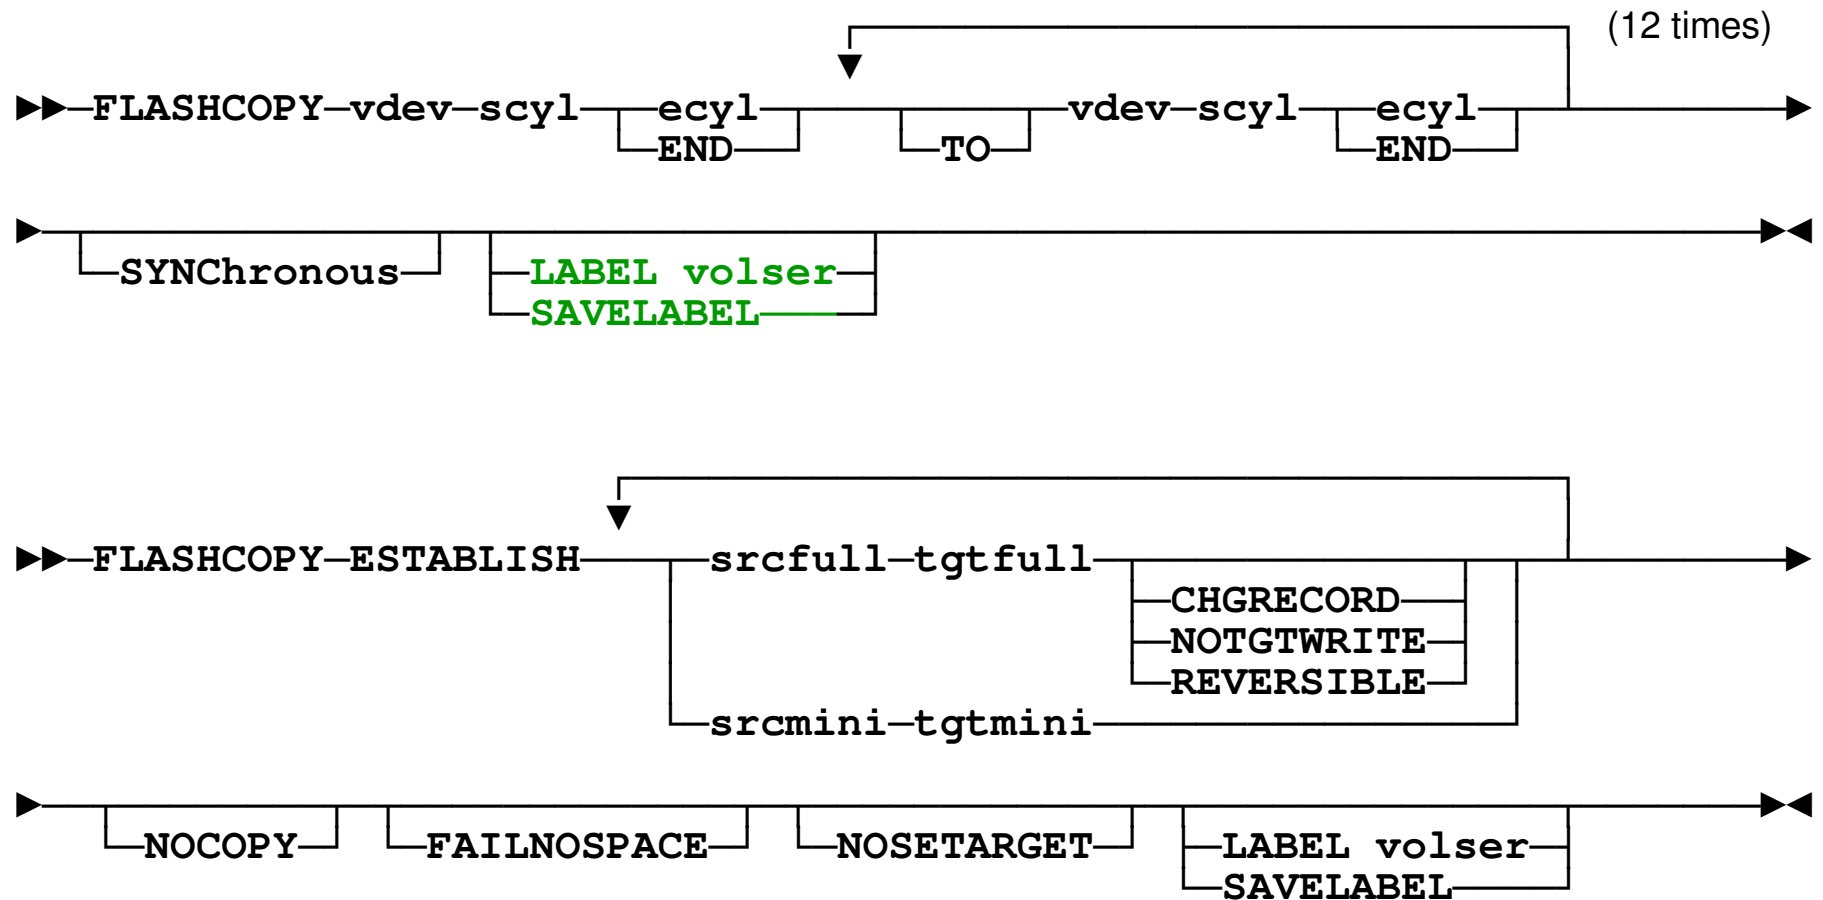 (12 times)
FLASHCOPY vdev scyl ecyl vdev scyl ecyl
END TO END
SYNChronous LABEL volser
SAVELABEL
FLASHCOPY ESTABLISH srcfull tgtfull
CHGRECORD
NOTGTWRITE
REVERSIBLE
srcmini tgtmini
NOCOPY FAILNOSPACE NOSETARGET LABEL volser
SAVELABEL